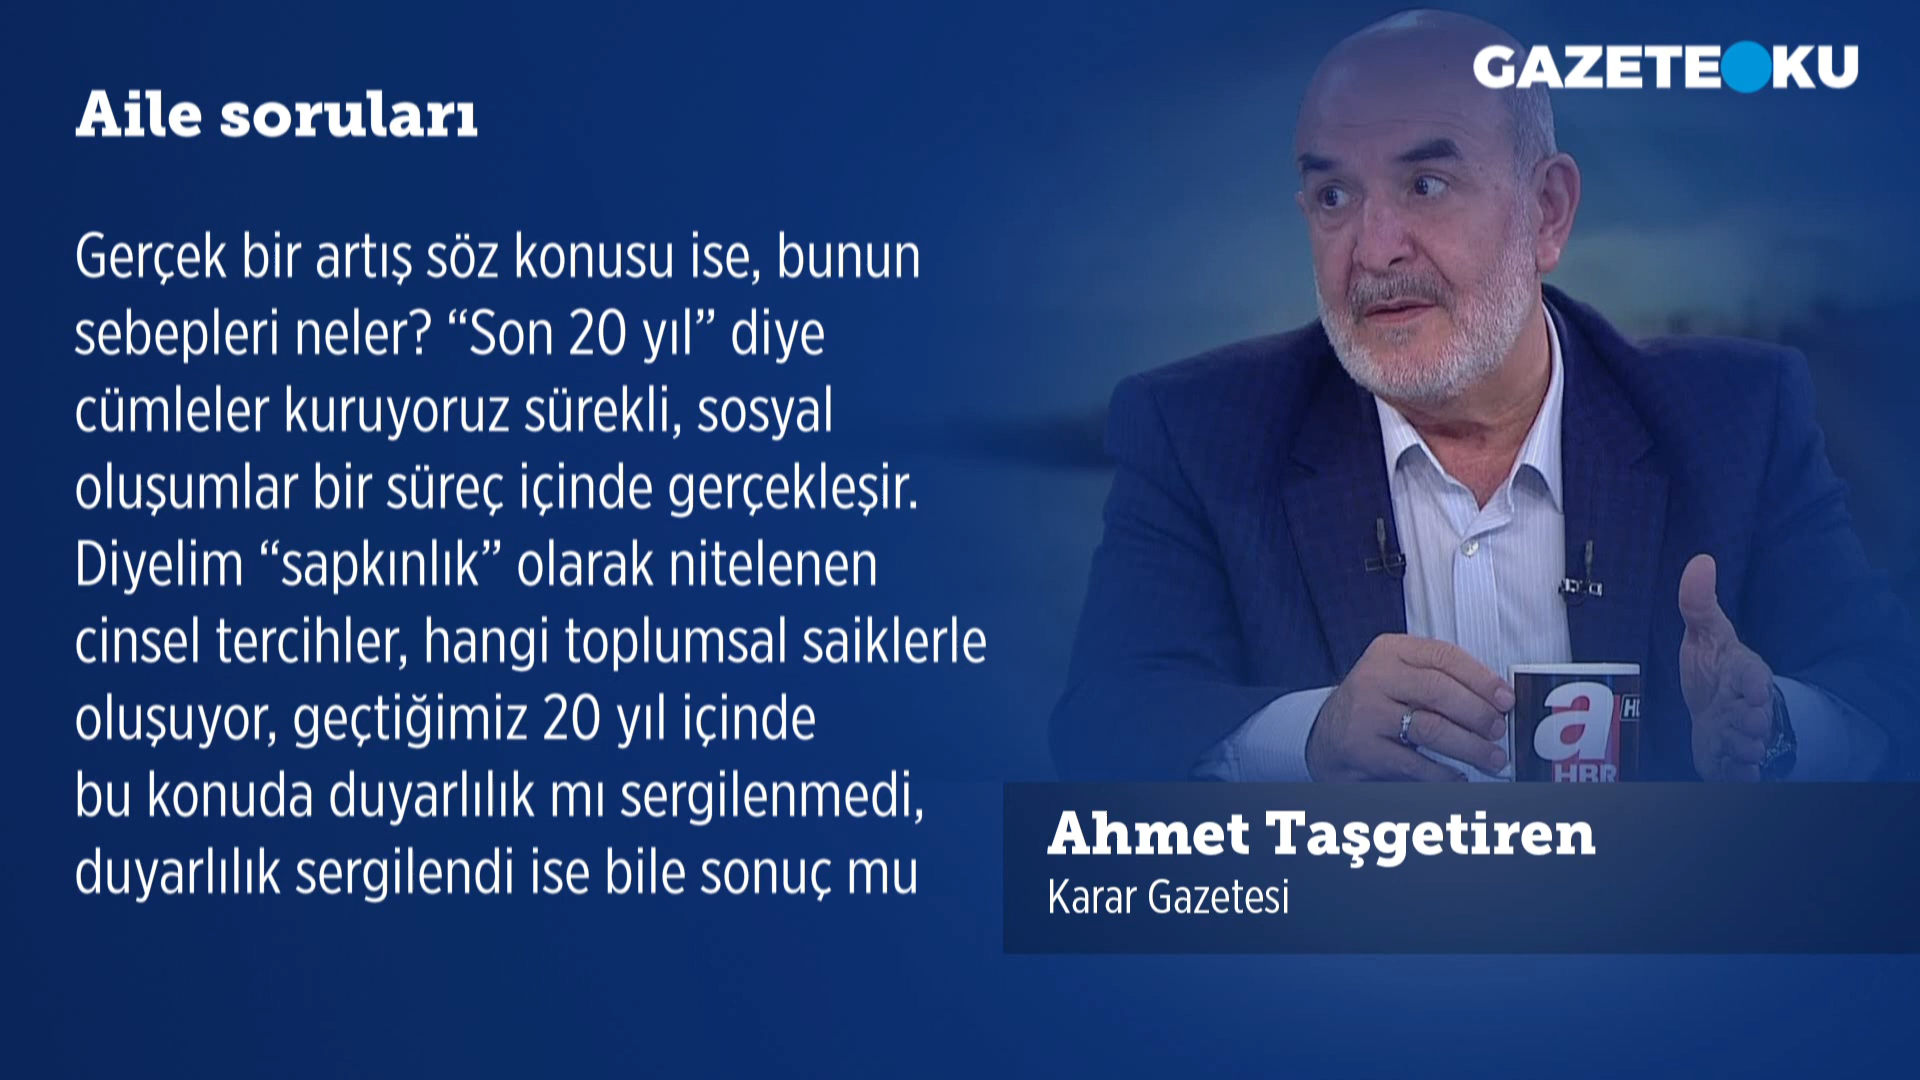 GAZETEOKU
Aile soruları
Gerçek bir artış söz konusu ise, bunun
sebepleri neler? “Son 20 yıl” diye
cümleler kuruyoruz sürekli, sosyal
oluşumlar bir süreç içinde gerçekleşir.
Diyelim “sapkınlık” olarak nitelenen
cinsel tercihler, hangi toplumsal saiklerle
oluşuyor, geçtiğimiz 20 yıl içinde
bu konuda duyarlılık mı sergilenmedi,
duyarlılık sergilendi ise bile sonuç mu
a
HBR
Ahmet Taşgetiren
Karar Gazetesi